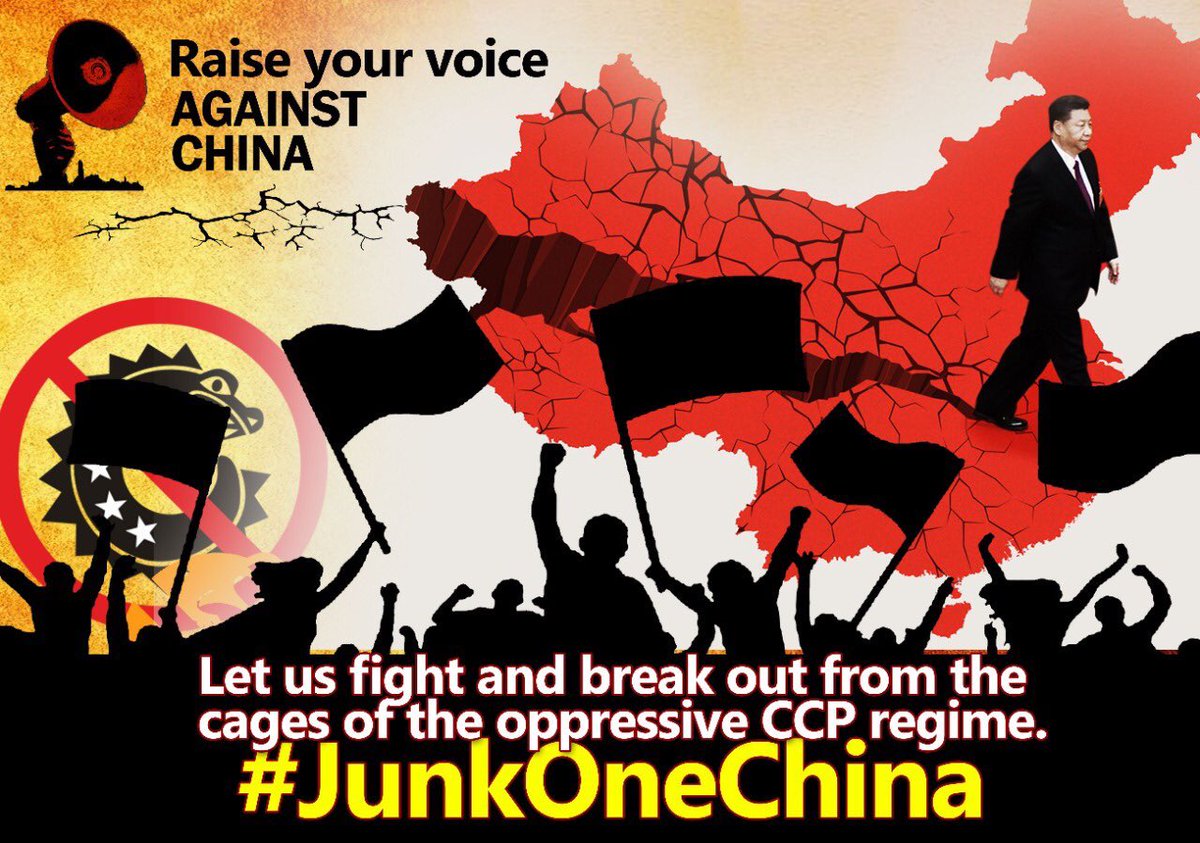 Raise your voice
AGAINST
CHINA
Let us fight and break out from the
cages of the oppressive CCP regime.
#JunkOneChina